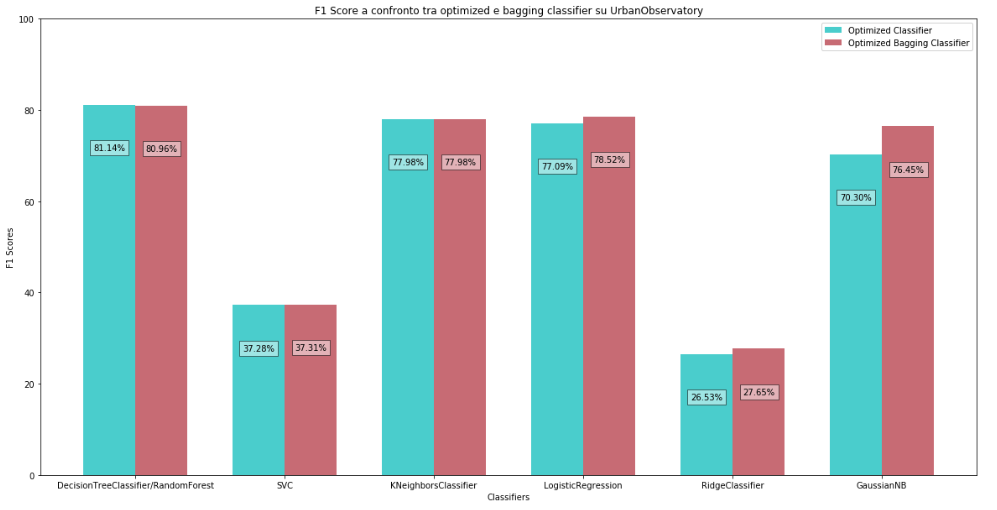 F1 Score a confronto tra optimized e bagging classifier su UrbanObservatory
Optimized Classifier
Optimized Bagging Classifier
F1 Scores
100
80
60
40
20
0
81.14%
80.96%
37.28%
37.31%
77.98%
77.98%
77.09%
78.52%
26.53%
27.65%
70.30%
76.45%
DecisionTreeClassifier/RandomForest
SVC
KNeighborsClassifier
LogisticRegression
RidgeClassifier
GaussianNB
Classifiers